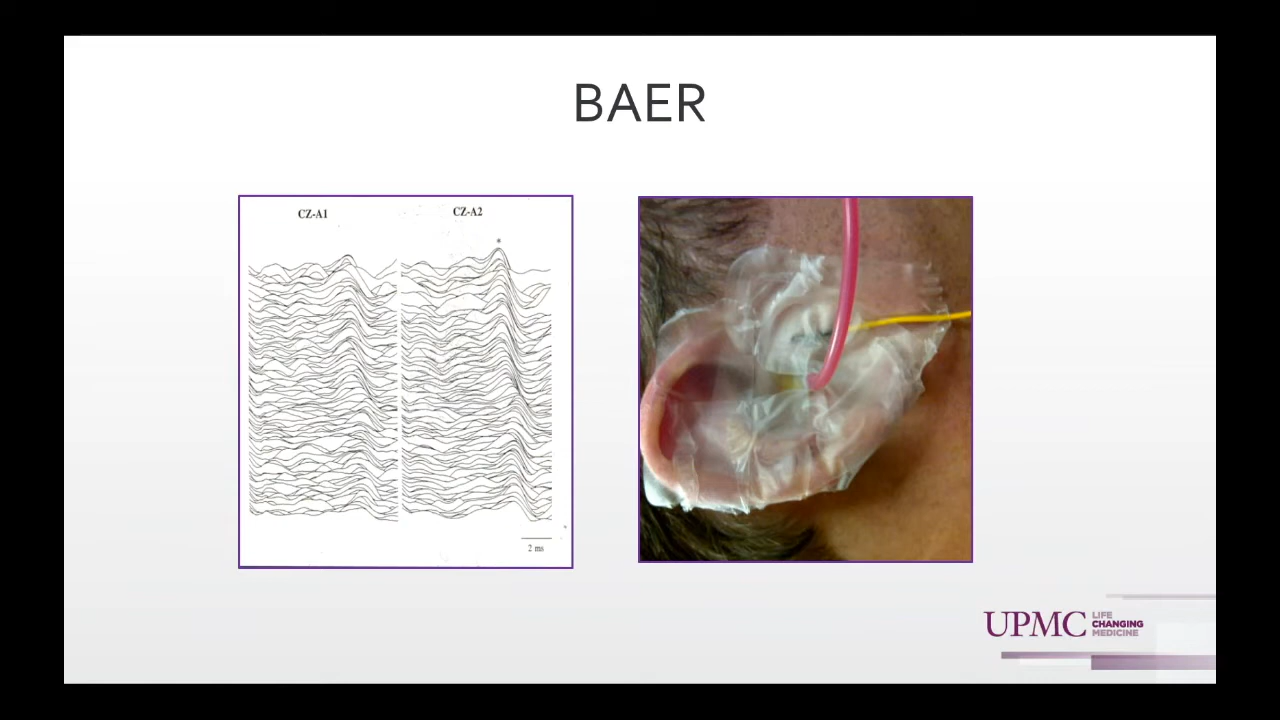 BAER
CZ-A1
CZ-A2
*
2 ms
UPMC
LIFE
CHANGING
MEDICINE